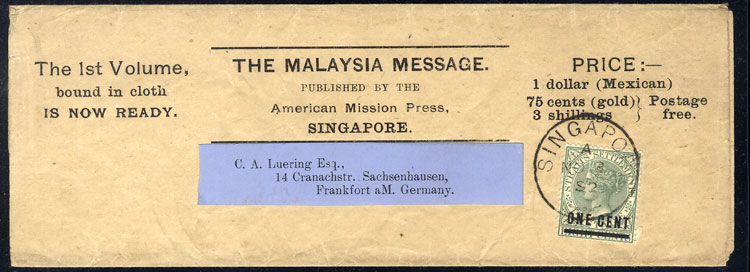 The 1st Volume,
bound in cloth
IS NOW READY.
THE MALAYSIA MESSAGE.
PUBLISHED BY THE
American Mission Press,
SINGAPORE.
PRICE :—
1 dollar (Mexican)
75 cents (gold) } Postage
3 shillings } free.
C. A. Luering Esq.,
14 Cranachstr. Sachsenhausen,
Frankfort aM. Germany.
SINGAPO
A
92
ONE CENT